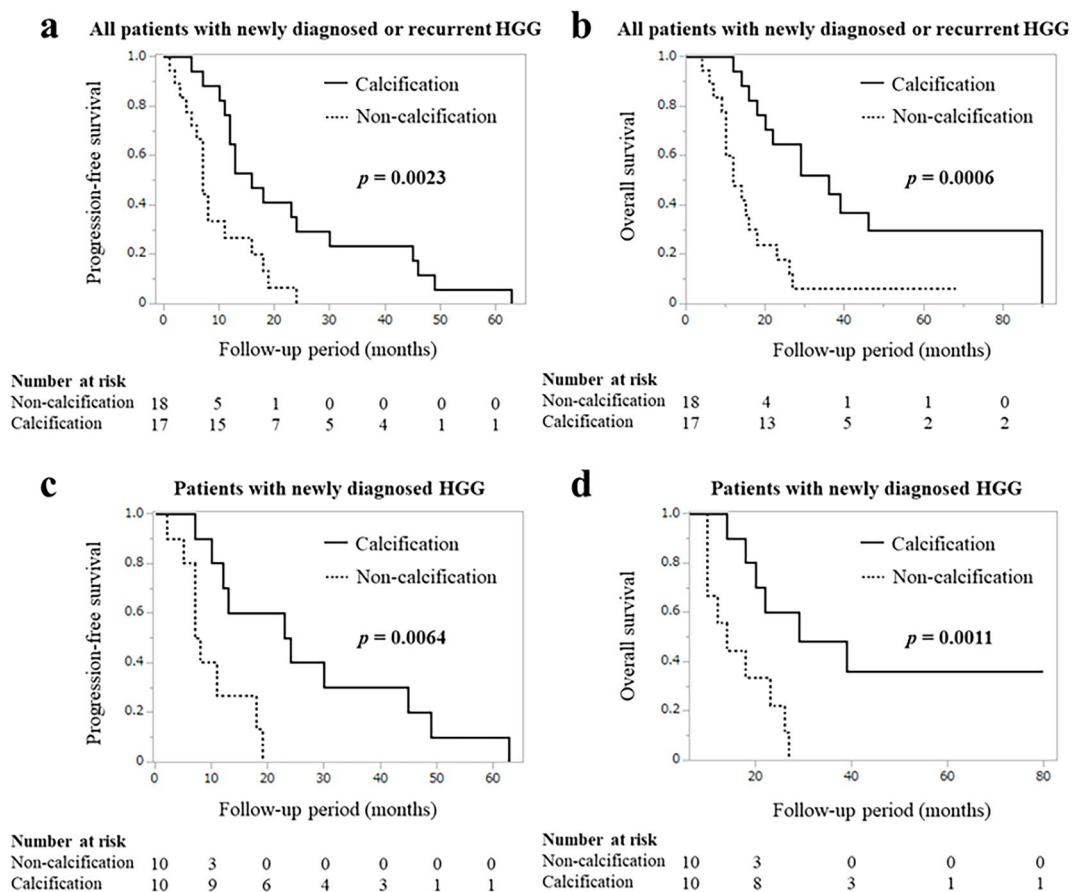 a
All patients with newly diagnosed or recurrent HGG
1.0
0.8
0.6
0.4
0.2
0
Progression-free survival
Calcification
Non-calcification
p = 0.0023
0 10 20 30 40 50 60
Follow-up period (months)
Number at risk
Non-calcification 18 5 1 0 0 0 0
Calcification 17 15 7 5 4 1 1
b
All patients with newly diagnosed or recurrent HGG
1.0
0.8
0.6
0.4
0.2
0
Overall survival
Calcification
Non-calcification
p = 0.0006
0 20 40 60 80
Follow-up period (months)
Number at risk
Non-calcification 18 4 1 1 0
Calcification 17 13 5 2 2
c
Patients with newly diagnosed HGG
1.0
0.8
0.6
0.4
0.2
0
Progression-free survival
Calcification
Non-calcification
p = 0.0064
0 10 20 30 40 50 60
Follow-up period (months)
Number at risk
Non-calcification 10 3 0 0 0 0 0
Calcification 10 9 6 4 3 1 1
d
Patients with newly diagnosed HGG
1.0
0.8
0.6
0.4
0.2
0
Overall survival
Calcification
Non-calcification
p = 0.0011
20 40 60 80
Follow-up period (months)
Number at risk
Non-calcification 10 3 0 0 0
Calcification 10 8 3 1 1